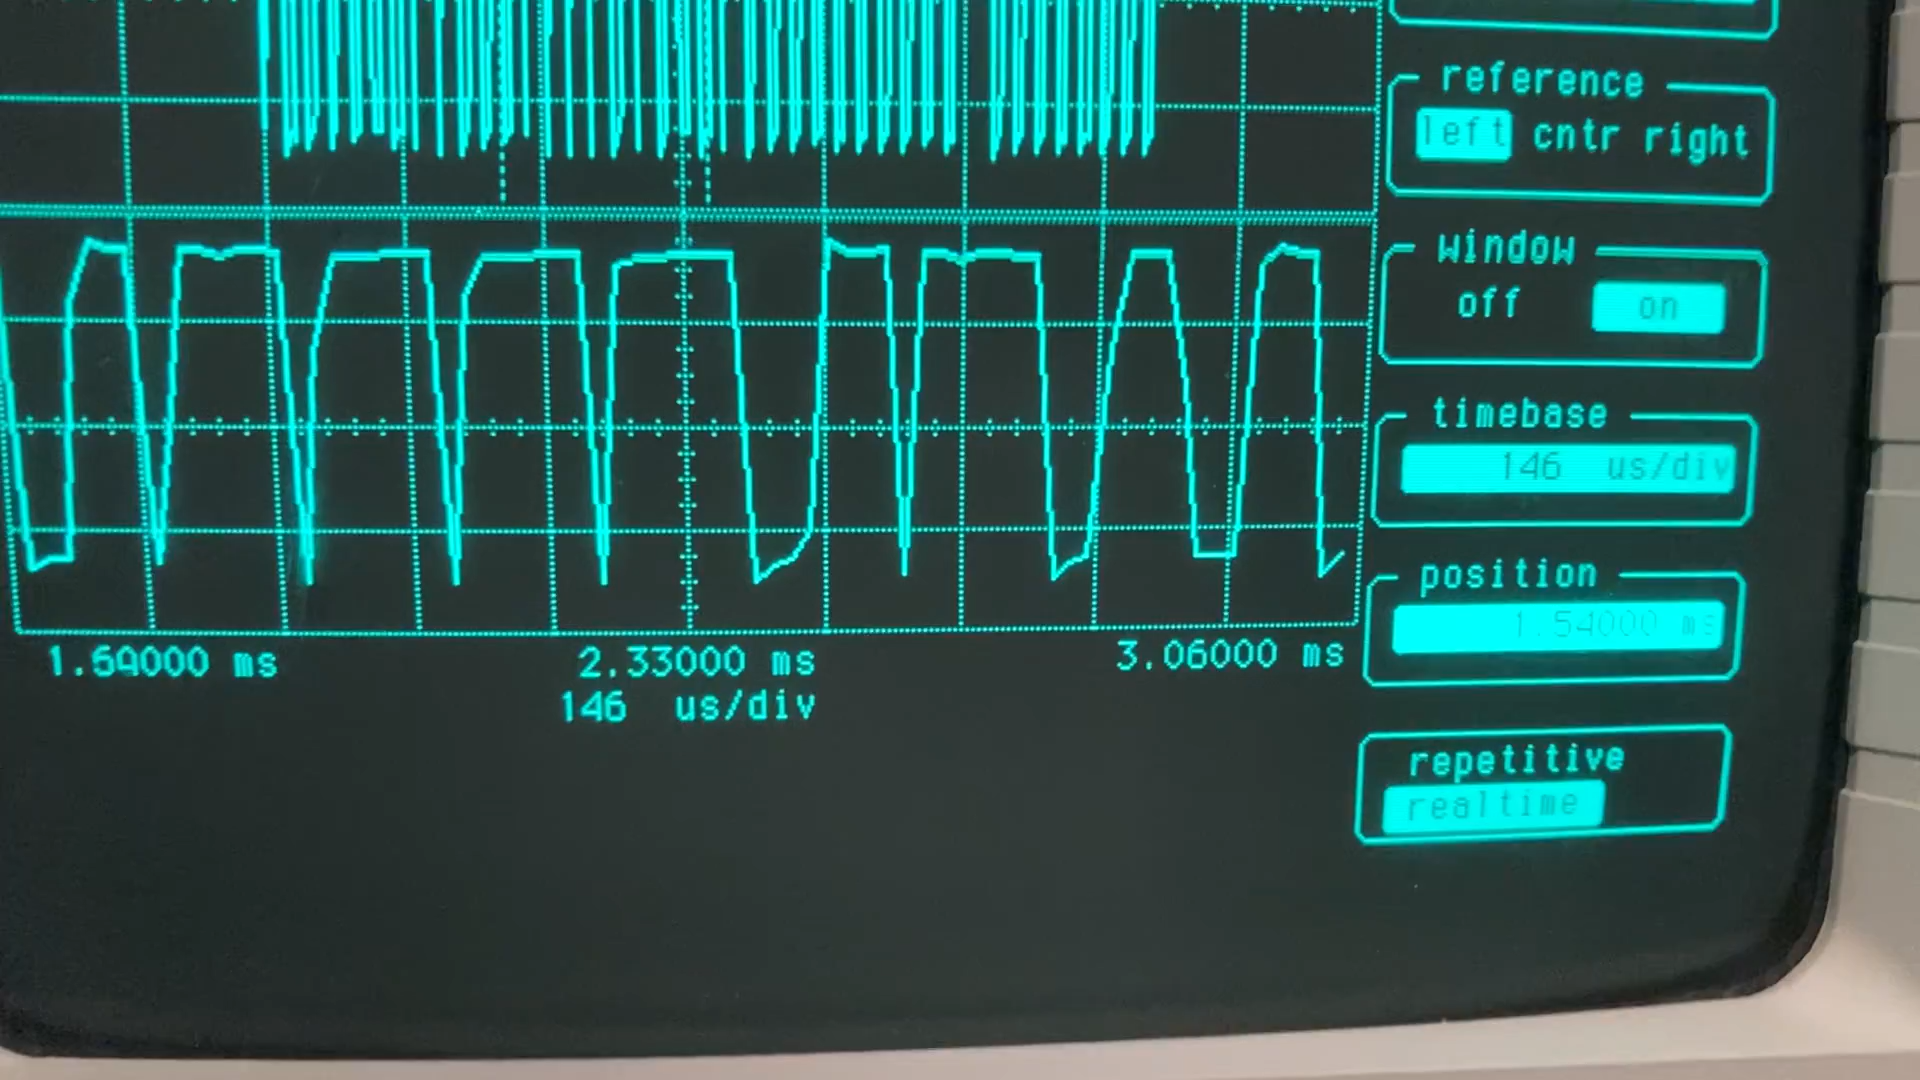 reference
left cntr right
window
off on
timebase
146 us/div
position
1.54000 ms
1.54000 ms 2.33000 ms 3.06000 ms
146 us/div
repetitive
realtime